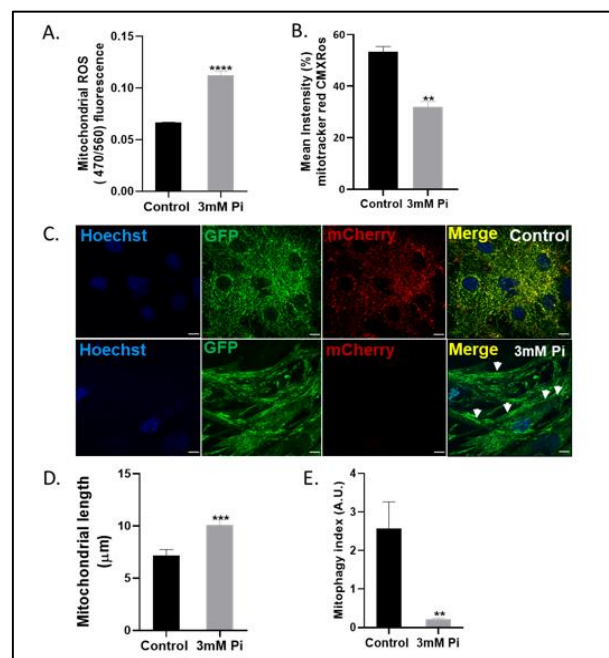 A.
Mitochondrial ROS
( 470/560) fluorescence
0.15
0.10
0.05
0.00
****
Control 3mM Pi
B.
Mean Instensity (%)
mitotracker red CMXRos
60
40
20
0
**
Control 3mM Pi
C.
Hoechst GFP mCherry Merge Control
Hoechst GFP mCherry Merge 3mM Pi
D.
Mitochondrial length
(μm)
15
10
5
0
***
Control 3mM Pi
E.
Mitophagy index (A.U.)
4
3
2
1
0
**
Control 3mM Pi